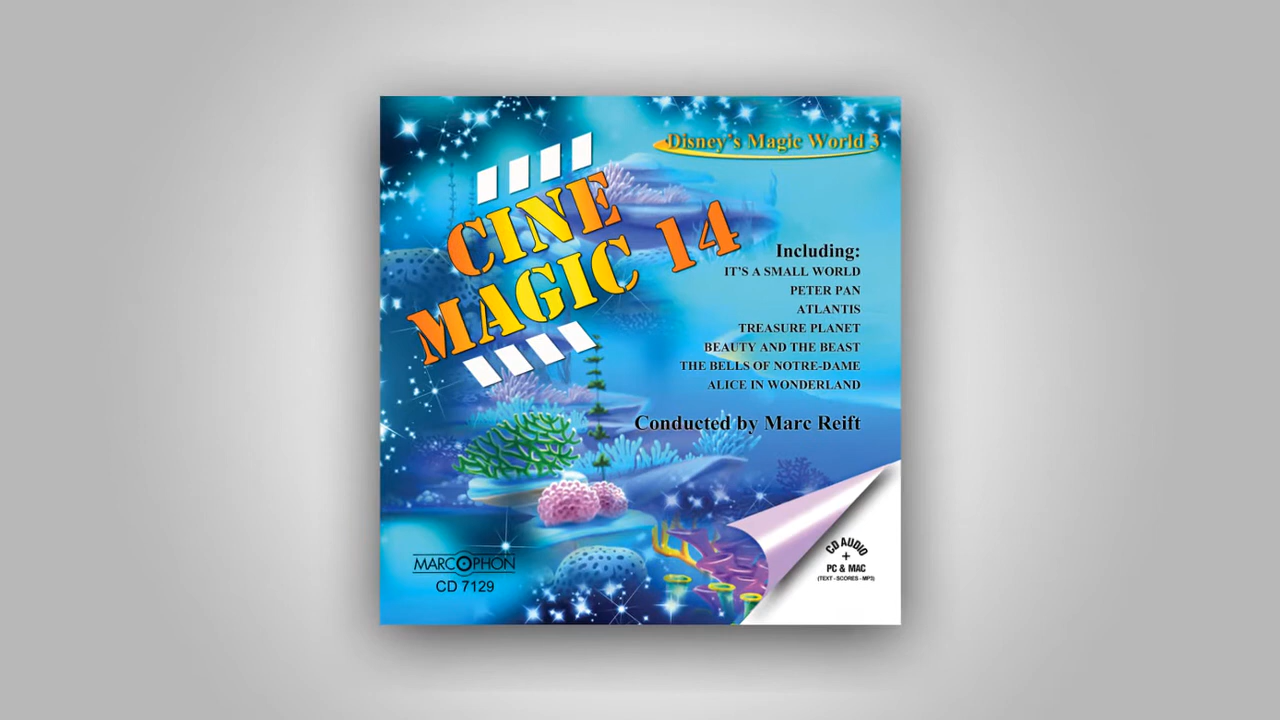 Disney's Magic World 3
CINE
MAGIC 14
Including:
IT'S A SMALL WORLD
PETER PAN
ATLANTIS
TREASURE PLANET
BEAUTY AND THE BEAST
THE BELLS OF NOTRE-DAME
ALICE IN WONDERLAND
Conducted by Marc Reift
MARCOPHON
CD 7129
CD AUDIO
+
PC & MAC
(TEXT - SCORES - MP3)